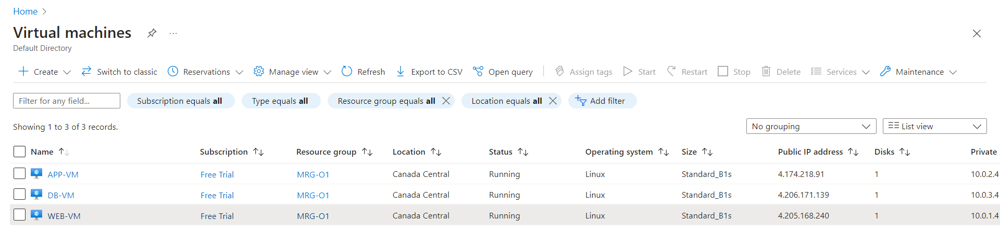 Home
Virtual machines ...
Default Directory
Create Switch to classic Reservations Manage view Refresh Export to CSV Open query Assign tags Start Restart Stop Delete Services Maintenance
Filter for any field... Subscription equals all Type equals all Resource group equals all Location equals all Add filter
Showing 1 to 3 of 3 records. No grouping List view
Name Subscription Resource group Location Status Operating system Size Public IP address Disks Private
APP-VM Free Trial MRG-O1 Canada Central Running Linux Standard_B1s 4.174.218.91 1 10.0.2.4
DB-VM Free Trial MRG-O1 Canada Central Running Linux Standard_B1s 4.206.171.139 1 10.0.3.4
WEB-VM Free Trial MRG-O1 Canada Central Running Linux Standard_B1s 4.205.168.240 1 10.0.1.4